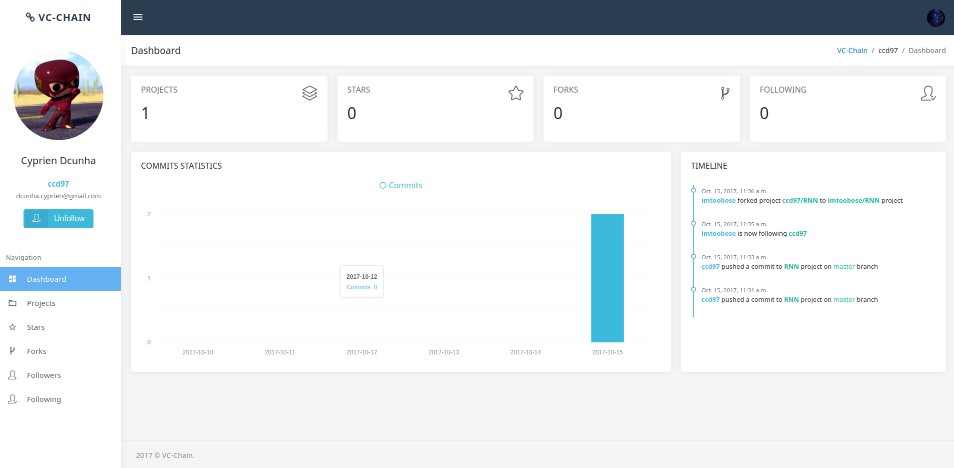 VC-CHAIN
Cyprien Dcunha
ccd97
dcunha.cyprien@gmail.com
Unfollow
Navigation
Dashboard
Projects
Stars
Forks
Followers
Following
Dashboard
VC-Chain / ccd97 / Dashboard
PROJECTS
1
STARS
0
FORKS
0
FOLLOWING
0
COMMITS STATISTICS
Commits
2
1
0
2017-10-12
Commits: 0
2017-10-10
2017-10-11
2017-10-12
2017-10-13
2017-10-14
2017-10-15
TIMELINE
Oct. 15, 2017, 11:36 a.m.
imtoobose forked project ccd97/RNN to imtoobose/RNN project
Oct. 15, 2017, 11:35 a.m.
imtoobose is now following ccd97
Oct. 15, 2017, 11:33 a.m.
ccd97 pushed a commit to RNN project on master branch
Oct. 15, 2017, 11:31 a.m.
ccd97 pushed a commit to RNN project on master branch
2017 © VC-Chain.